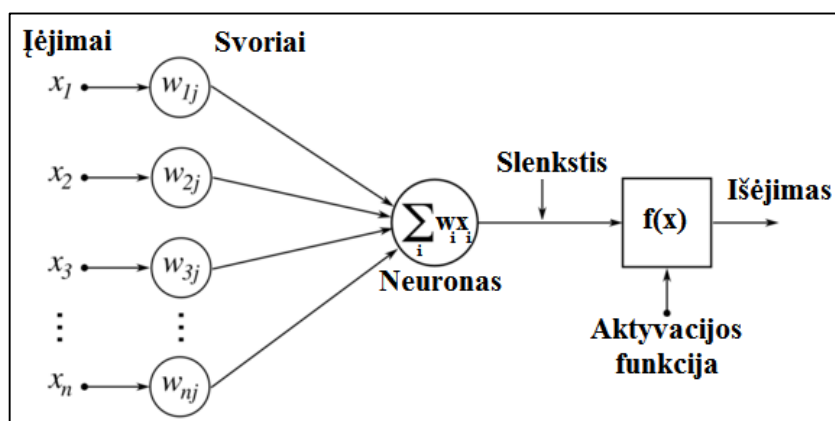 Įėjimai
Svoriai
x1
w1j
x2
w2j
x3
w3j
⋮
⋮
xn
wnj
∑i wixi
Neuronas
Slenkstis
f(x)
Išėjimas
Aktyvacijos
funkcija